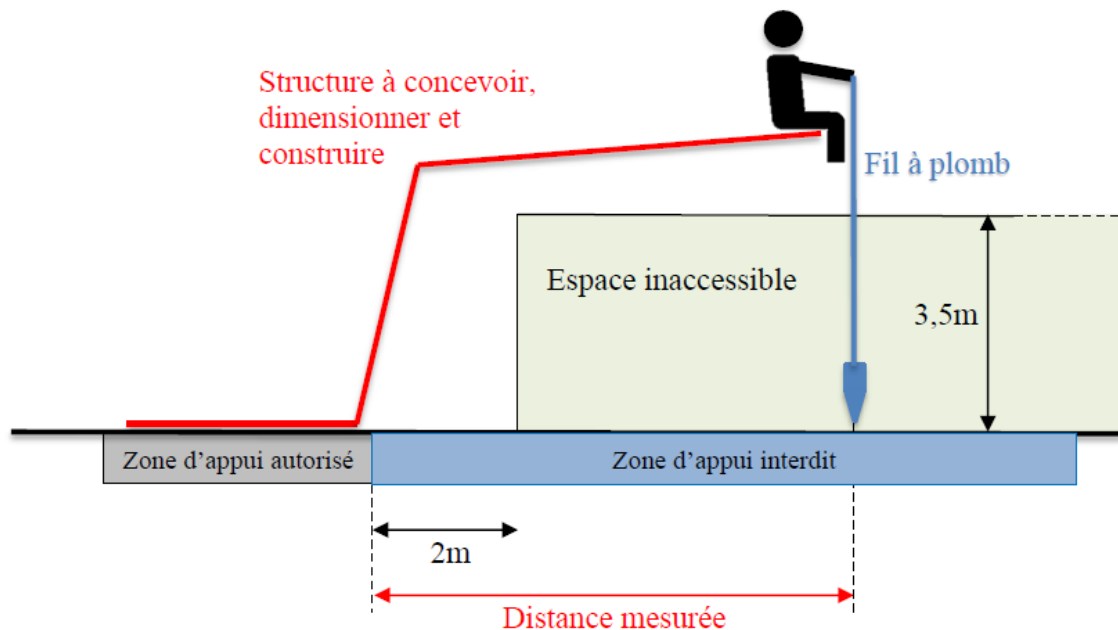 Structure à concevoir,
dimensionner et
construire
Fil à plomb
Espace inaccessible
3,5m
Zone d'appui autorisé
Zone d'appui interdit
2m
Distance mesurée